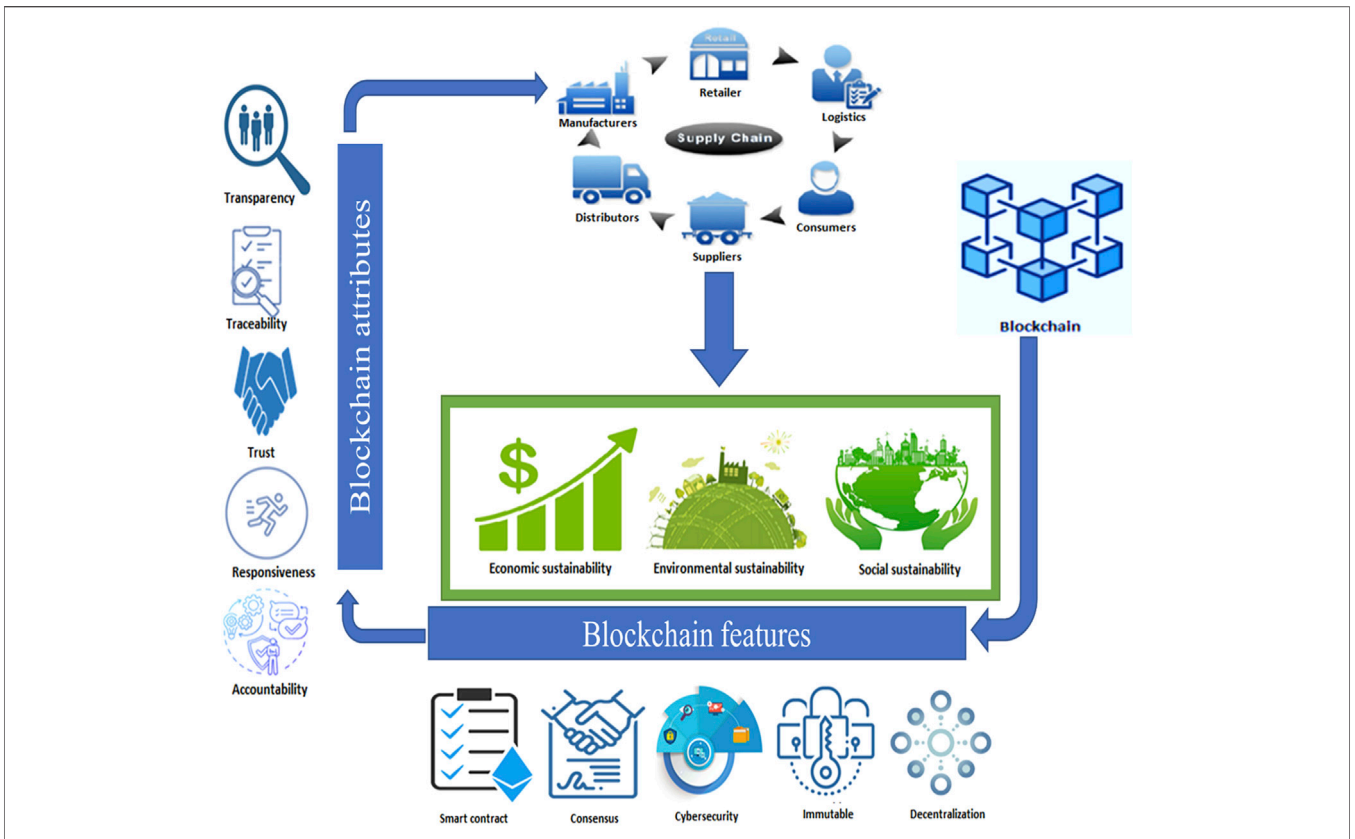 Retail
Retailer
Manufacturers
Logistics
Supply Chain
Distributors
Consumers
Suppliers
Transparency
Traceability
Trust
Responsiveness
Accountability
Blockchain attributes
Blockchain
$
Economic sustainability
Environmental sustainability
Social sustainability
Blockchain features
Smart contract
Consensus
Cybersecurity
Immutable
Decentralization